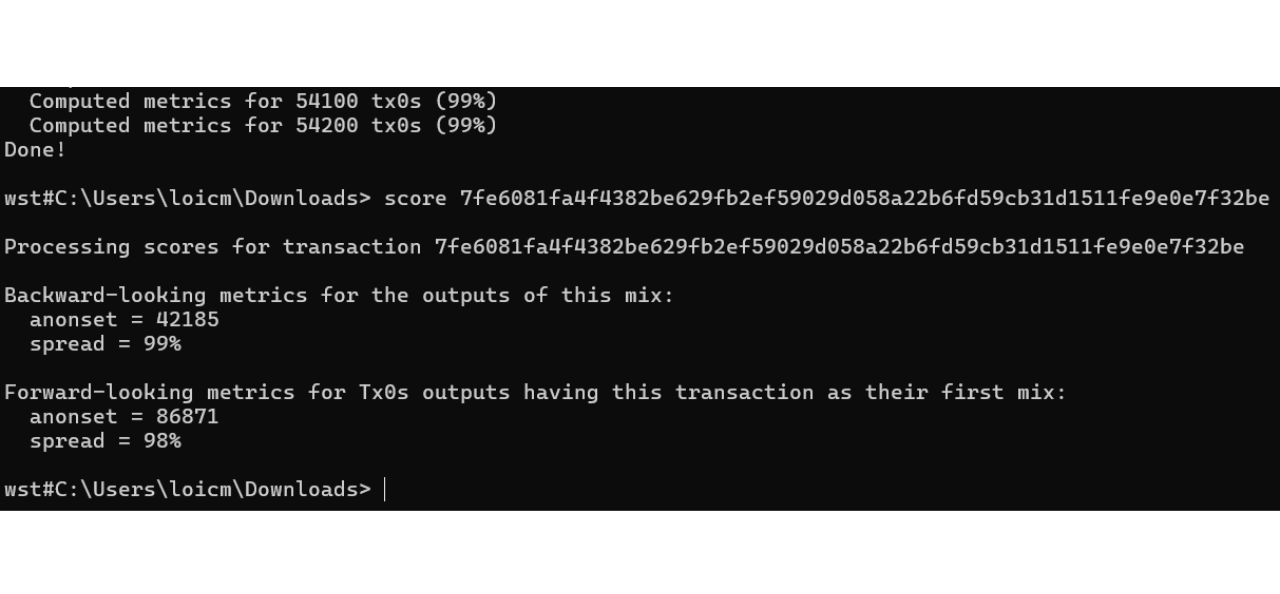 Computed metrics for 54100 tx0s (99%)
Computed metrics for 54200 tx0s (99%)
Done!
wst#C:\Users\loicm\Downloads> score 7fe6081fa4f4382be629fb2ef59029d058a22b6fd59cb31d1511fe9e0e7f32be
Processing scores for transaction 7fe6081fa4f4382be629fb2ef59029d058a22b6fd59cb31d1511fe9e0e7f32be
Backward-looking metrics for the outputs of this mix:
anonset = 42185
spread = 99%
Forward-looking metrics for Tx0s outputs having this transaction as their first mix:
anonset = 86871
spread = 98%
wst#C:\Users\loicm\Downloads>